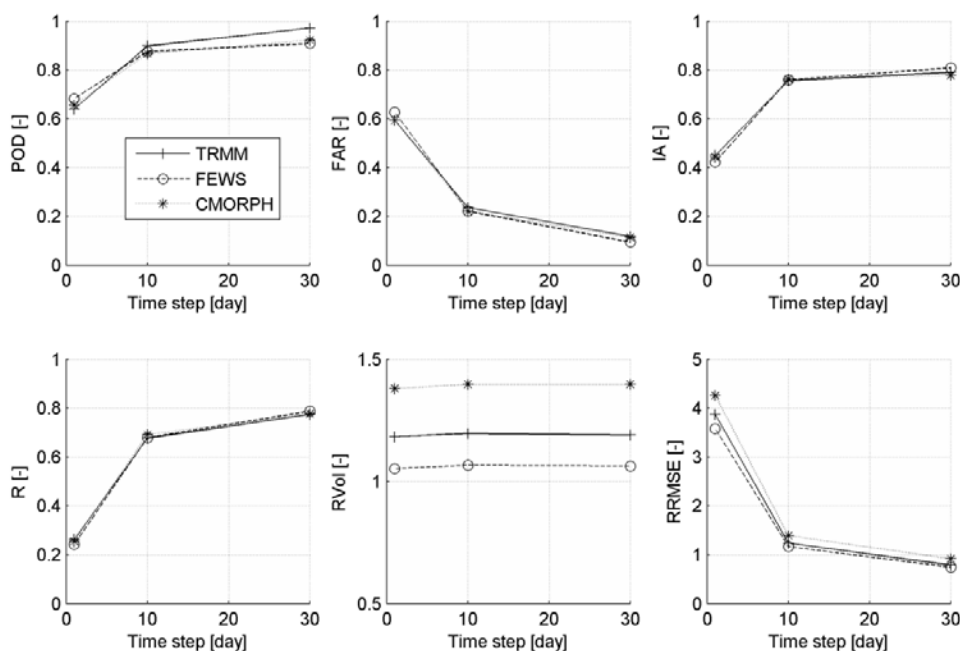 1
0.8
0.6
0.4
0.2
0
POD [-]
TRMM
FEWS
CMORPH
0 10 20 30
Time step [day]
1
0.8
0.6
0.4
0.2
0
FAR [-]
0 10 20 30
Time step [day]
1
0.8
0.6
0.4
0.2
0
IA [-]
0 10 20 30
Time step [day]
1
0.8
0.6
0.4
0.2
0
R [-]
0 10 20 30
Time step [day]
1.5
1
0.5
RVol [-]
0 10 20 30
Time step [day]
5
4
3
2
1
0
RRMSE [-]
0 10 20 30
Time step [day]